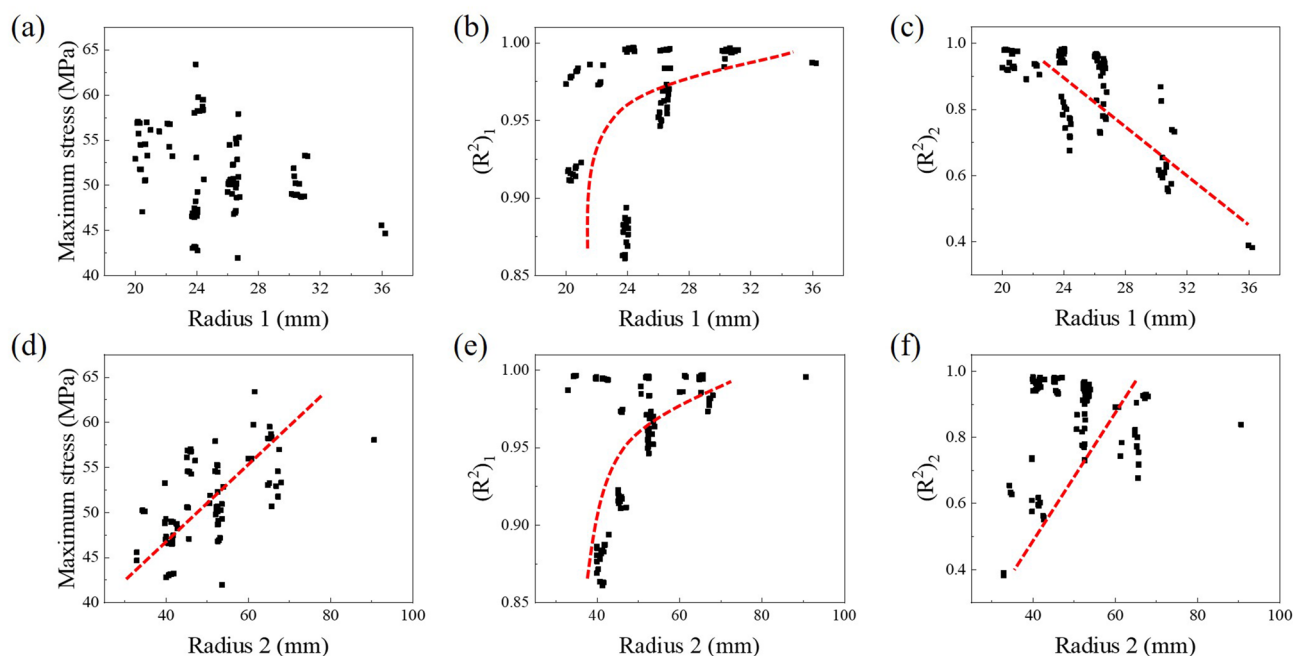 (a)
Maximum stress (MPa)
65
60
55
50
45
40
20 24 28 32 36
Radius 1 (mm)
(b)
(R²)₁
1.00
0.95
0.90
0.85
20 24 28 32 36
Radius 1 (mm)
(c)
(R²)₂
1.0
0.8
0.6
0.4
20 24 28 32 36
Radius 1 (mm)
(d)
Maximum stress (MPa)
65
60
55
50
45
40
40 60 80 100
Radius 2 (mm)
(e)
(R²)₁
1.00
0.95
0.90
0.85
40 60 80 100
Radius 2 (mm)
(f)
(R²)₂
1.0
0.8
0.6
0.4
40 60 80 100
Radius 2 (mm)